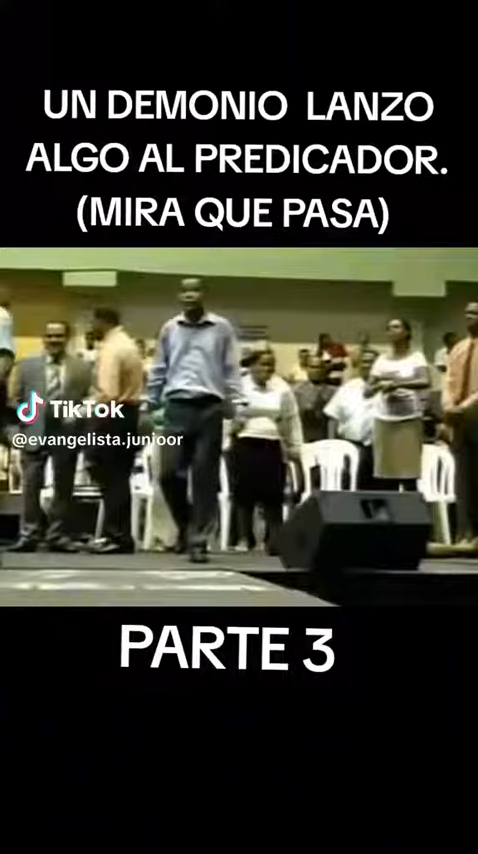 UN DEMONIO LANZO
ALGO AL PREDICADOR.
(MIRA QUE PASA)
TikTok
@evangelista.junioor
PARTE 3